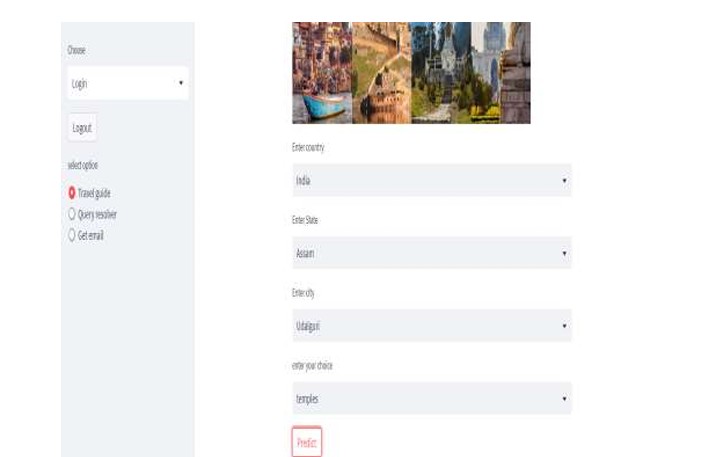 Choose
Login
Logout
select option
Travel guide
Query resolver
Get email
Enter country
India
Enter State
Assam
Enter city
Udalguri
enter your choice
temples
Predict